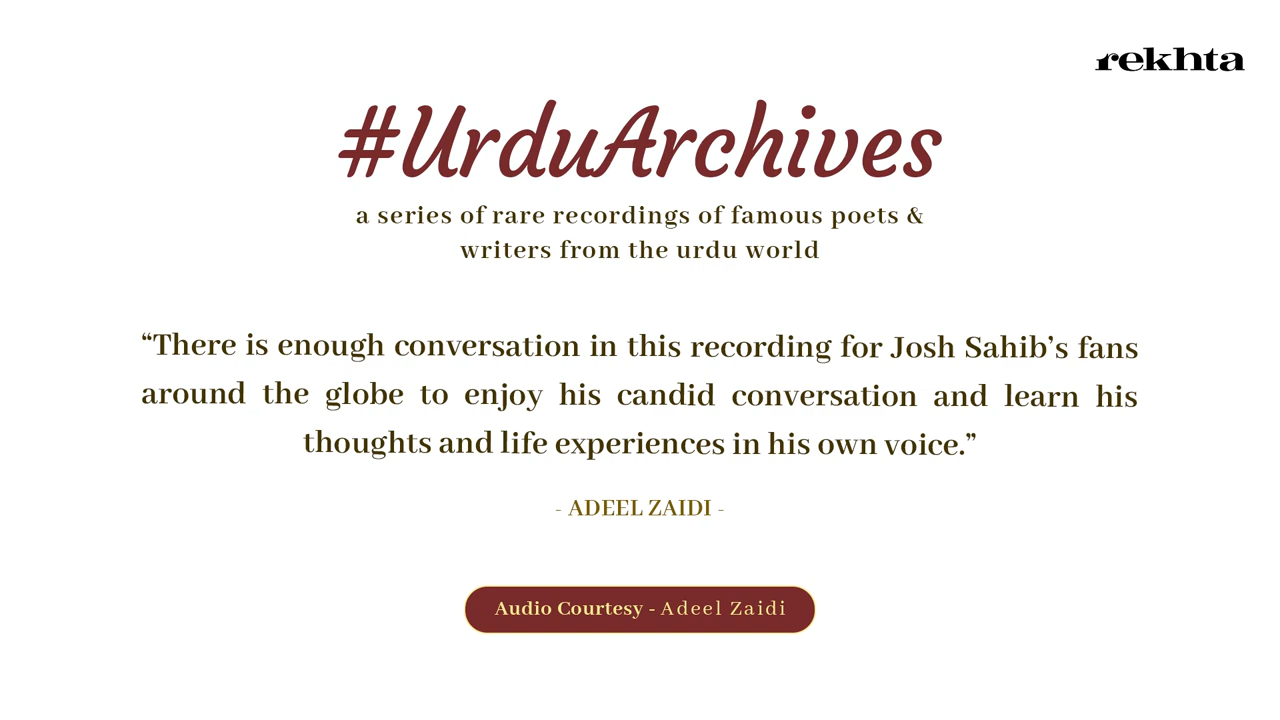 rekhta
#UrduArchives
a series of rare recordings of famous poets &
writers from the urdu world
“There is enough conversation in this recording for Josh Sahib’s fans
around the globe to enjoy his candid conversation and learn his
thoughts and life experiences in his own voice.”
- ADEEL ZAIDI -
Audio Courtesy - Adeel Zaidi